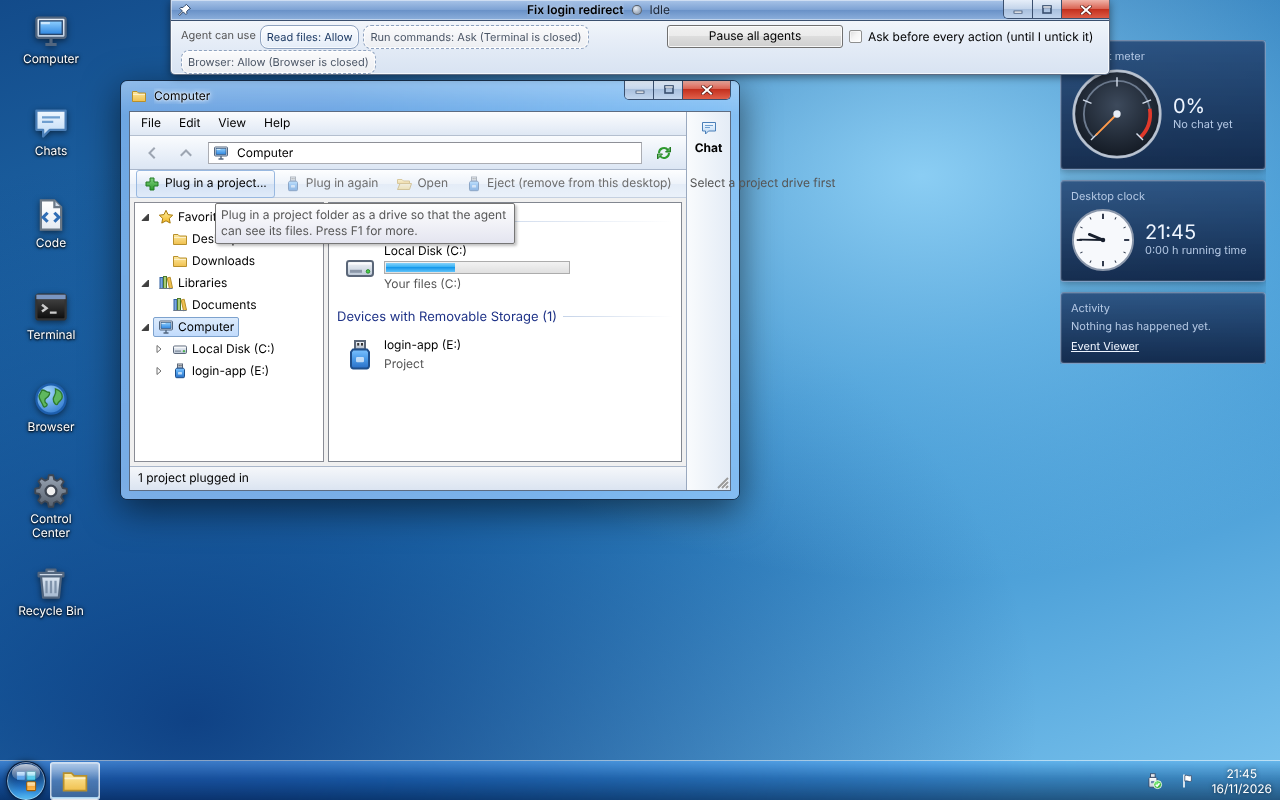 Fix login redirect Idle
Agent can use Read files: Allow Run commands: Ask (Terminal is closed)
Browser: Allow (Browser is closed)
Pause all agents
Ask before every action (until I untick it)
Computer
Chats
Code
Terminal
Browser
Control
Center
Recycle Bin
Computer
File Edit View Help
Computer
Plug in a project... Plug in again Open Eject (remove from this desktop) Select a project drive first
Chat
Plug in a project folder as a drive so that the agent
can see its files. Press F1 for more.
Downloads
Libraries
Documents
Computer
Local Disk (C:)
login-app (E:)
Local Disk (C:)
Your files (C:)
Devices with Removable Storage (1)
login-app (E:)
Project
1 project plugged in
meter
0%
No chat yet
Desktop clock
21:45
0:00 h running time
Activity
Nothing has happened yet.
Event Viewer
21:45
16/11/2026